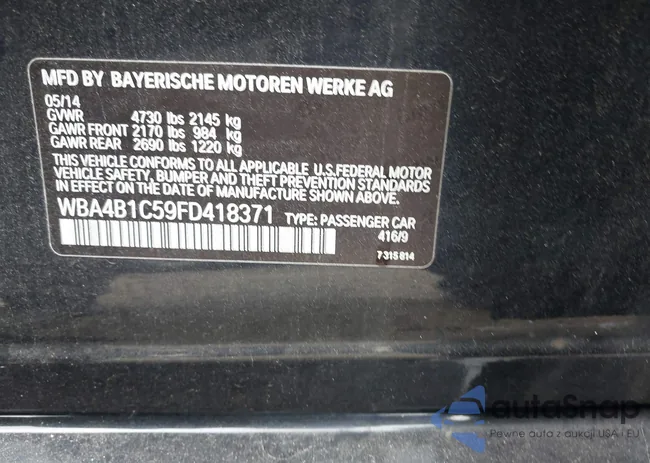 MFD BY BAYERISCHE MOTOREN WERKE AG
05/14
GVWR 4730 lbs 2145 kg
GAWR FRONT 2170 lbs 984 kg
GAWR REAR 2690 lbs 1220 kg
THIS VEHICLE CONFORMS TO ALL APPLICABLE U.S.FEDERAL MOTOR
VEHICLE SAFETY, BUMPER AND THEFT PREVENTION STANDARDS
IN EFFECT ON THE DATE OF MANUFACTURE SHOWN ABOVE.
WBA4B1C59FD418371 TYPE: PASSENGER CAR
416/9
7315814
autoSnap
Pewne auta z aukcji USA i EU